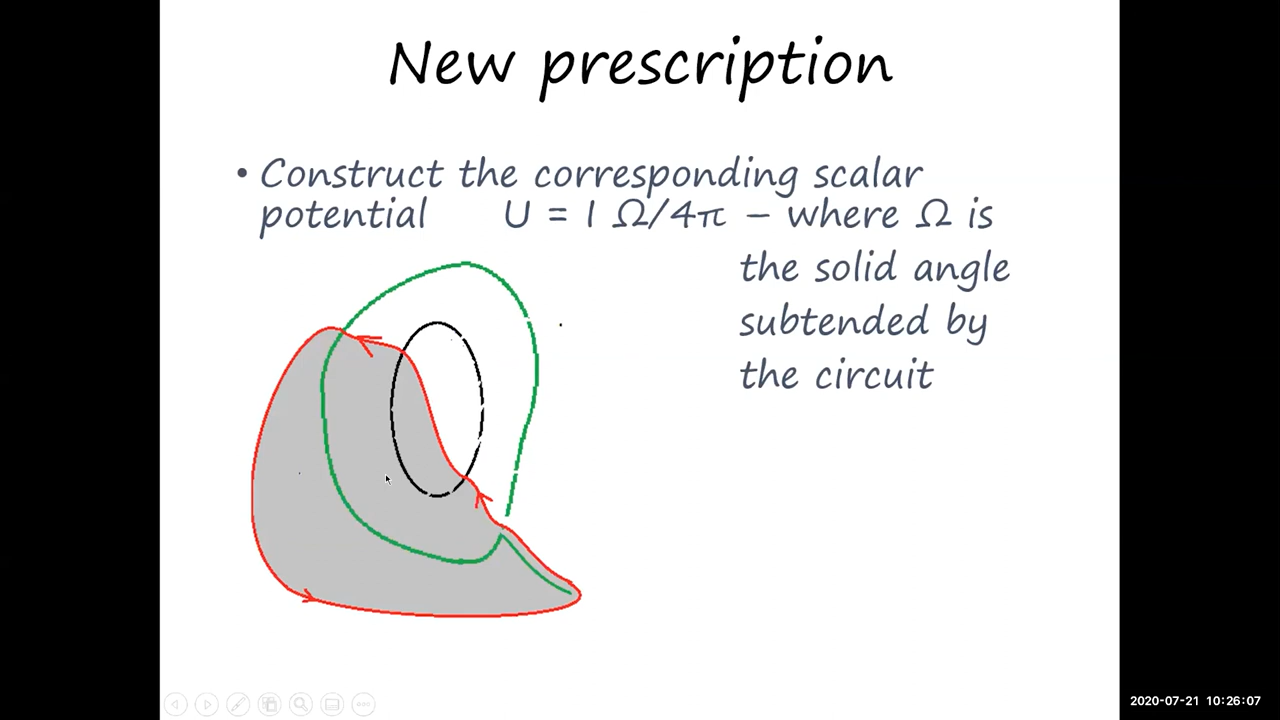 New prescription
• Construct the corresponding scalar
potential U = I Ω/4π – where Ω is
the solid angle
subtended by
the circuit
2020-07-21 10:26:07